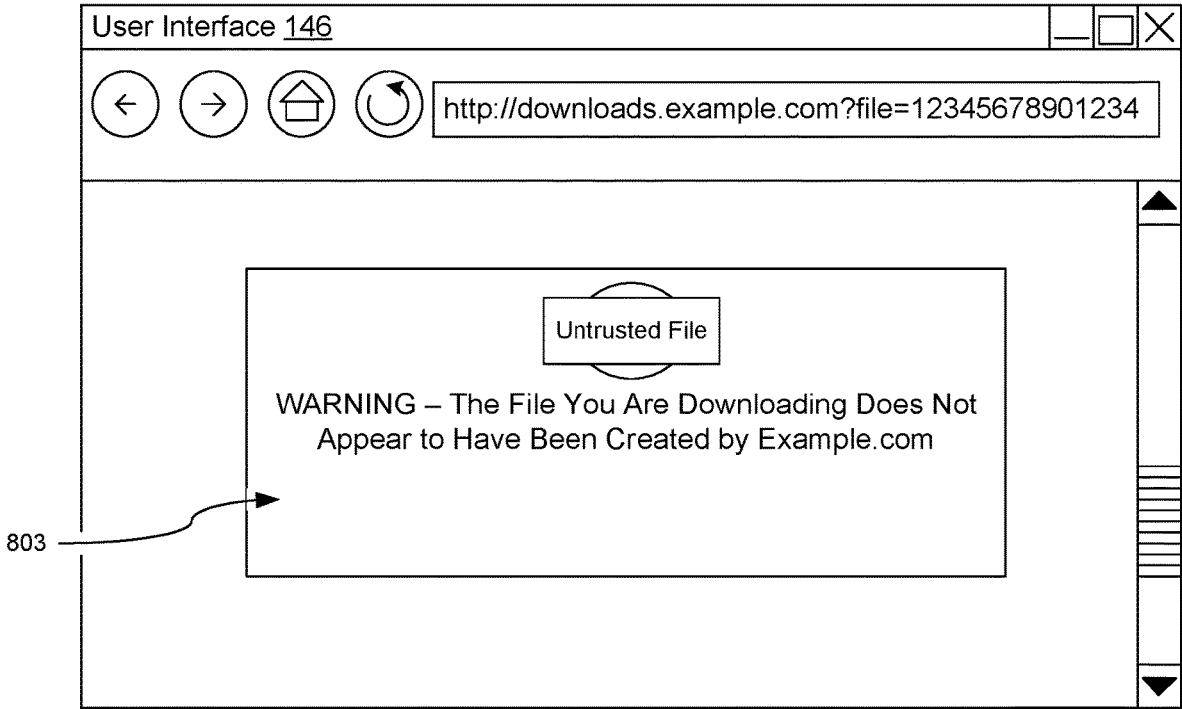 User Interface 146
http://downloads.example.com?file=12345678901234
Untrusted File
WARNING – The File You Are Downloading Does Not
Appear to Have Been Created by Example.com
803